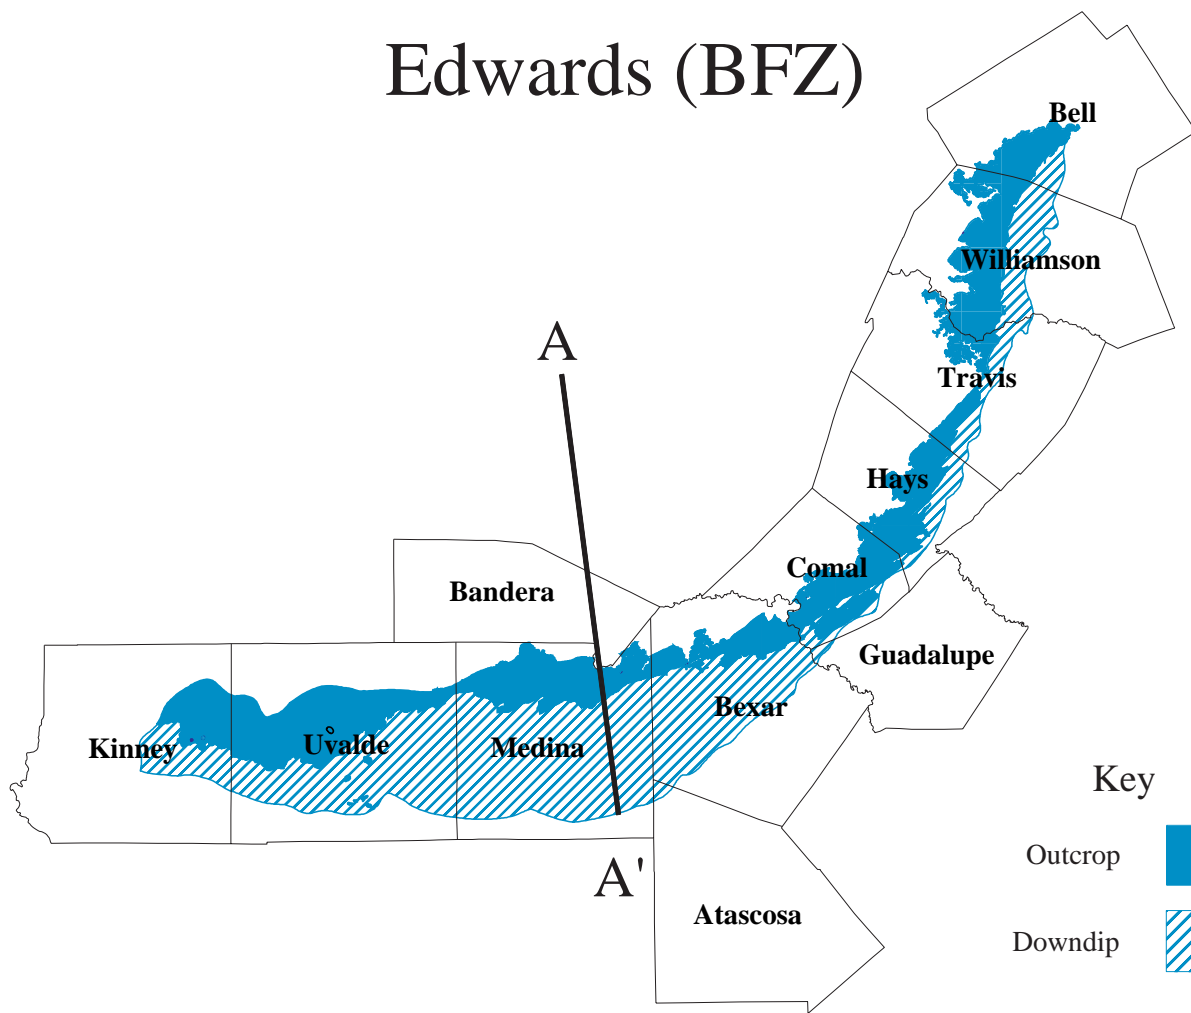 Edwards (BFZ)
Bell
Williamson
A
Travis
Hays
Comal
Bandera
Guadalupe
Bexar
Kinney
Uvalde
Medina
Key
Outcrop
A'
Atascosa
Downdip